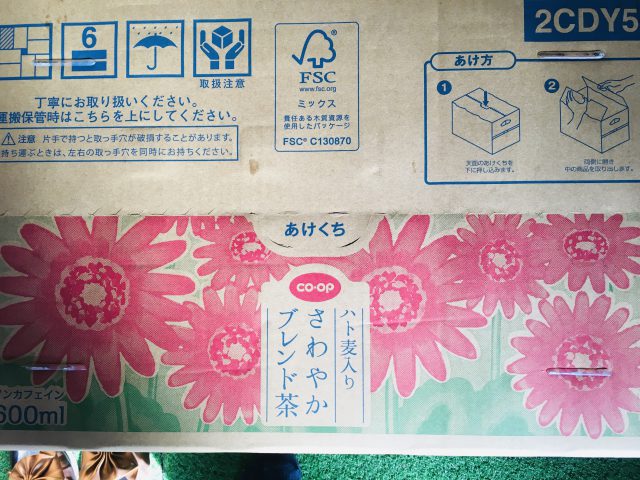 6
取扱注意
丁寧にお取り扱いください。
運搬保管時はこちらを上にしてください。
注意 片手で持つと取っ手穴が破損することがあります。
持ち運ぶときは、左右の取っ手穴を同時にお持ちください。
FSC
www.fsc.org
ミックス
責任ある木質資源を
使用したパッケージ
FSC® C130870
2CDY5
あけ方
1
天面のあけくちを
下に押し込みます。
2
両側に開き
中の商品を取り出します。
あけくち
CO·OP
ハト麦入り
さわやか
ブレンド茶
ノンカフェイン
600ml